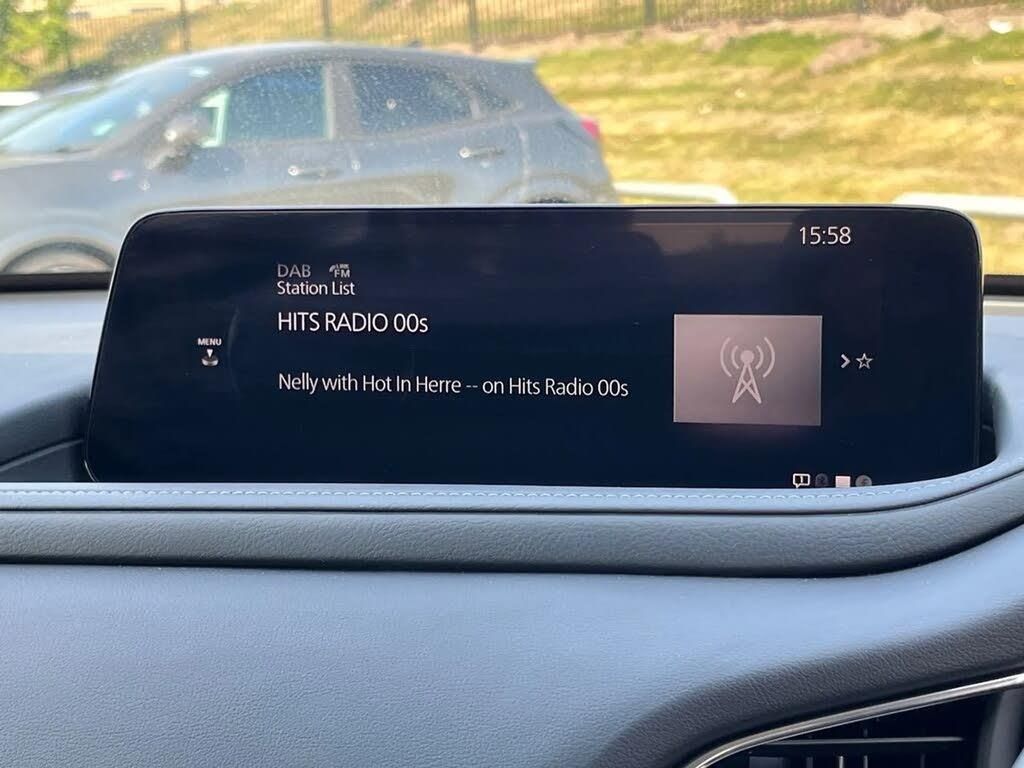 15:58
DAB LINK FM
Station List
HITS RADIO 00s
MENU
Nelly with Hot In Herre -- on Hits Radio 00s